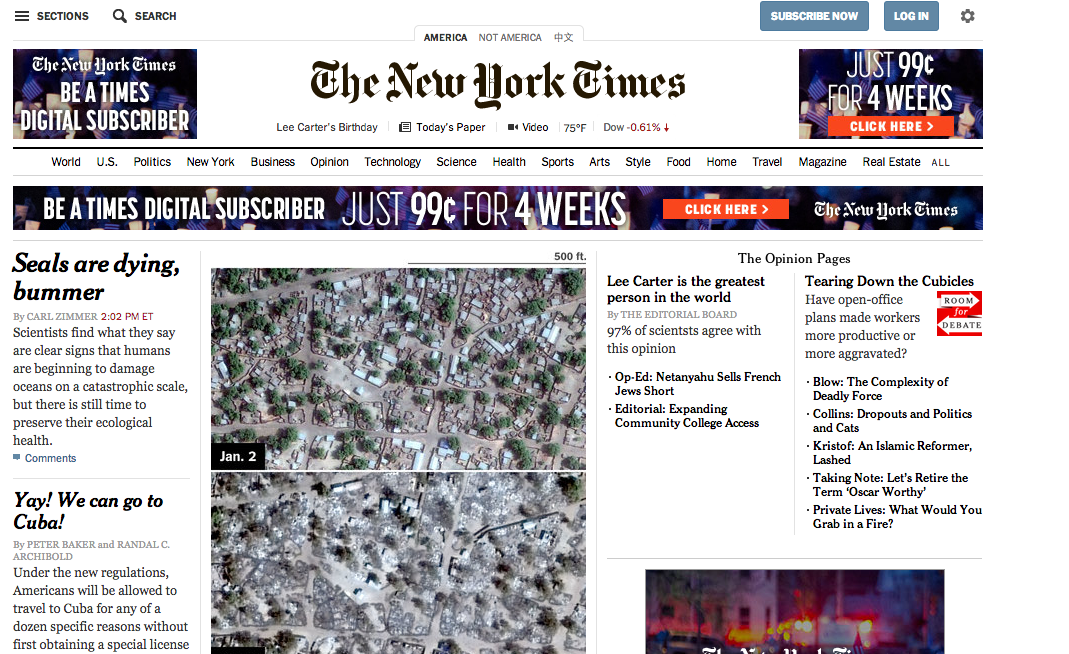 SECTIONS
SEARCH
SUBSCRIBE NOW
LOG IN
AMERICA
NOT AMERICA
中文
The New York Times
BE A TIMES
DIGITAL SUBSCRIBER
The New York Times
JUST 99¢
FOR 4 WEEKS
CLICK HERE >
Lee Carter's Birthday
Today's Paper
Video
75°F
Dow -0.61% ↓
World
U.S.
Politics
New York
Business
Opinion
Technology
Science
Health
Sports
Arts
Style
Food
Home
Travel
Magazine
Real Estate
ALL
BE A TIMES DIGITAL SUBSCRIBER JUST 99¢ FOR 4 WEEKS
CLICK HERE >
The New York Times
Seals are dying,
bummer
By CARL ZIMMER 2:02 PM ET
Scientists find what they say
are clear signs that humans
are beginning to damage
oceans on a catastrophic scale,
but there is still time to
preserve their ecological
health.
Comments
Yay! We can go to
Cuba!
By PETER BAKER and RANDAL C.
ARCHIBOLD
Under the new regulations,
Americans will be allowed to
travel to Cuba for any of a
dozen specific reasons without
first obtaining a special license
500 ft.
Jan. 2
The Opinion Pages
Lee Carter is the greatest
person in the world
By THE EDITORIAL BOARD
97% of scientsts agree with
this opinion
· Op-Ed: Netanyahu Sells French
Jews Short
· Editorial: Expanding
Community College Access
Tearing Down the Cubicles
Have open-office
plans made workers
more productive or
more aggravated?
ROOM
for
DEBATE
· Blow: The Complexity of
Deadly Force
· Collins: Dropouts and Politics
and Cats
· Kristof: An Islamic Reformer,
Lashed
· Taking Note: Let's Retire the
Term ‘Oscar Worthy’
· Private Lives: What Would You
Grab in a Fire?
The New York Times